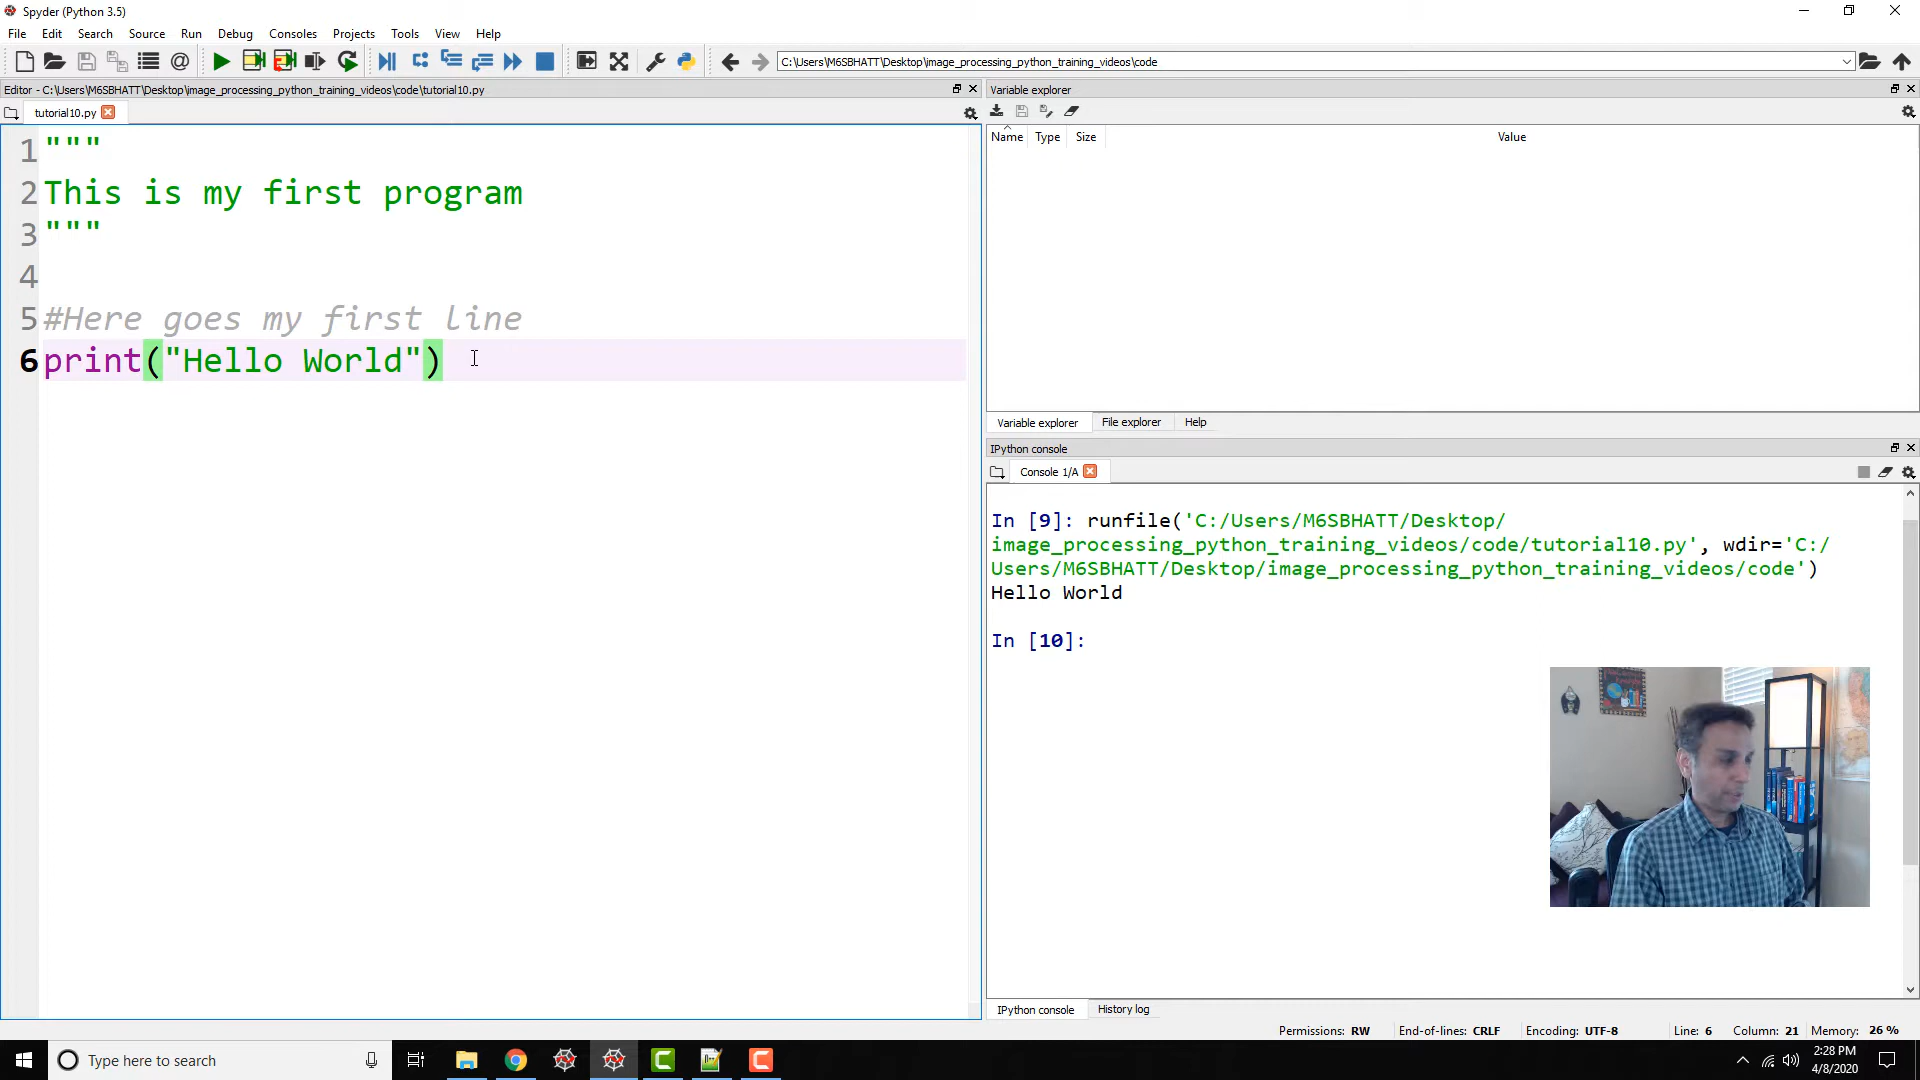 Spyder (Python 3.5)
File Edit Search Source Run Debug Consoles Projects Tools View Help
C:\Users\M6SBHATT\Desktop\image_processing_python_training_videos\code
Editor - C:\Users\M6SBHATT\Desktop\image_processing_python_training_videos\code\tutorial10.py
tutorial10.py
1 """
2 This is my first program
3 """
4
5 #Here goes my first line
6 print("Hello World")
Variable explorer
Name Type Size Value
Variable explorer File explorer Help
IPython console
Console 1/A
In [9]: runfile('C:/Users/M6SBHATT/Desktop/
image_processing_python_training_videos/code/tutorial10.py', wdir='C:/
Users/M6SBHATT/Desktop/image_processing_python_training_videos/code')
Hello World
In [10]:
IPython console History log
Permissions: RW End-of-lines: CRLF Encoding: UTF-8 Line: 6 Column: 21 Memory: 26 %
Type here to search
2:28 PM
4/8/2020